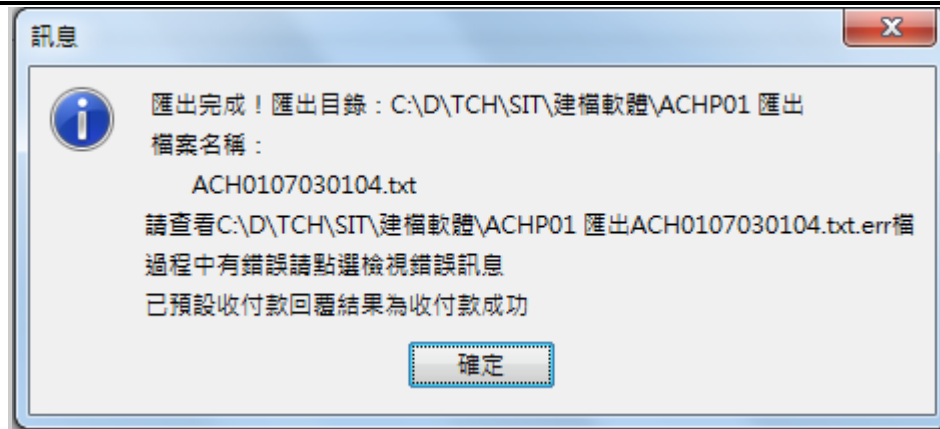 訊息
匯出完成！匯出目錄：C:\D\TCH\SIT\建檔軟體\ACHP01 匯出
檔案名稱：
ACH0107030104.txt
請查看C:\D\TCH\SIT\建檔軟體\ACHP01 匯出ACH0107030104.txt.err檔
過程中有錯誤請點選檢視錯誤訊息
已預設收付款回覆結果為收付款成功
確定